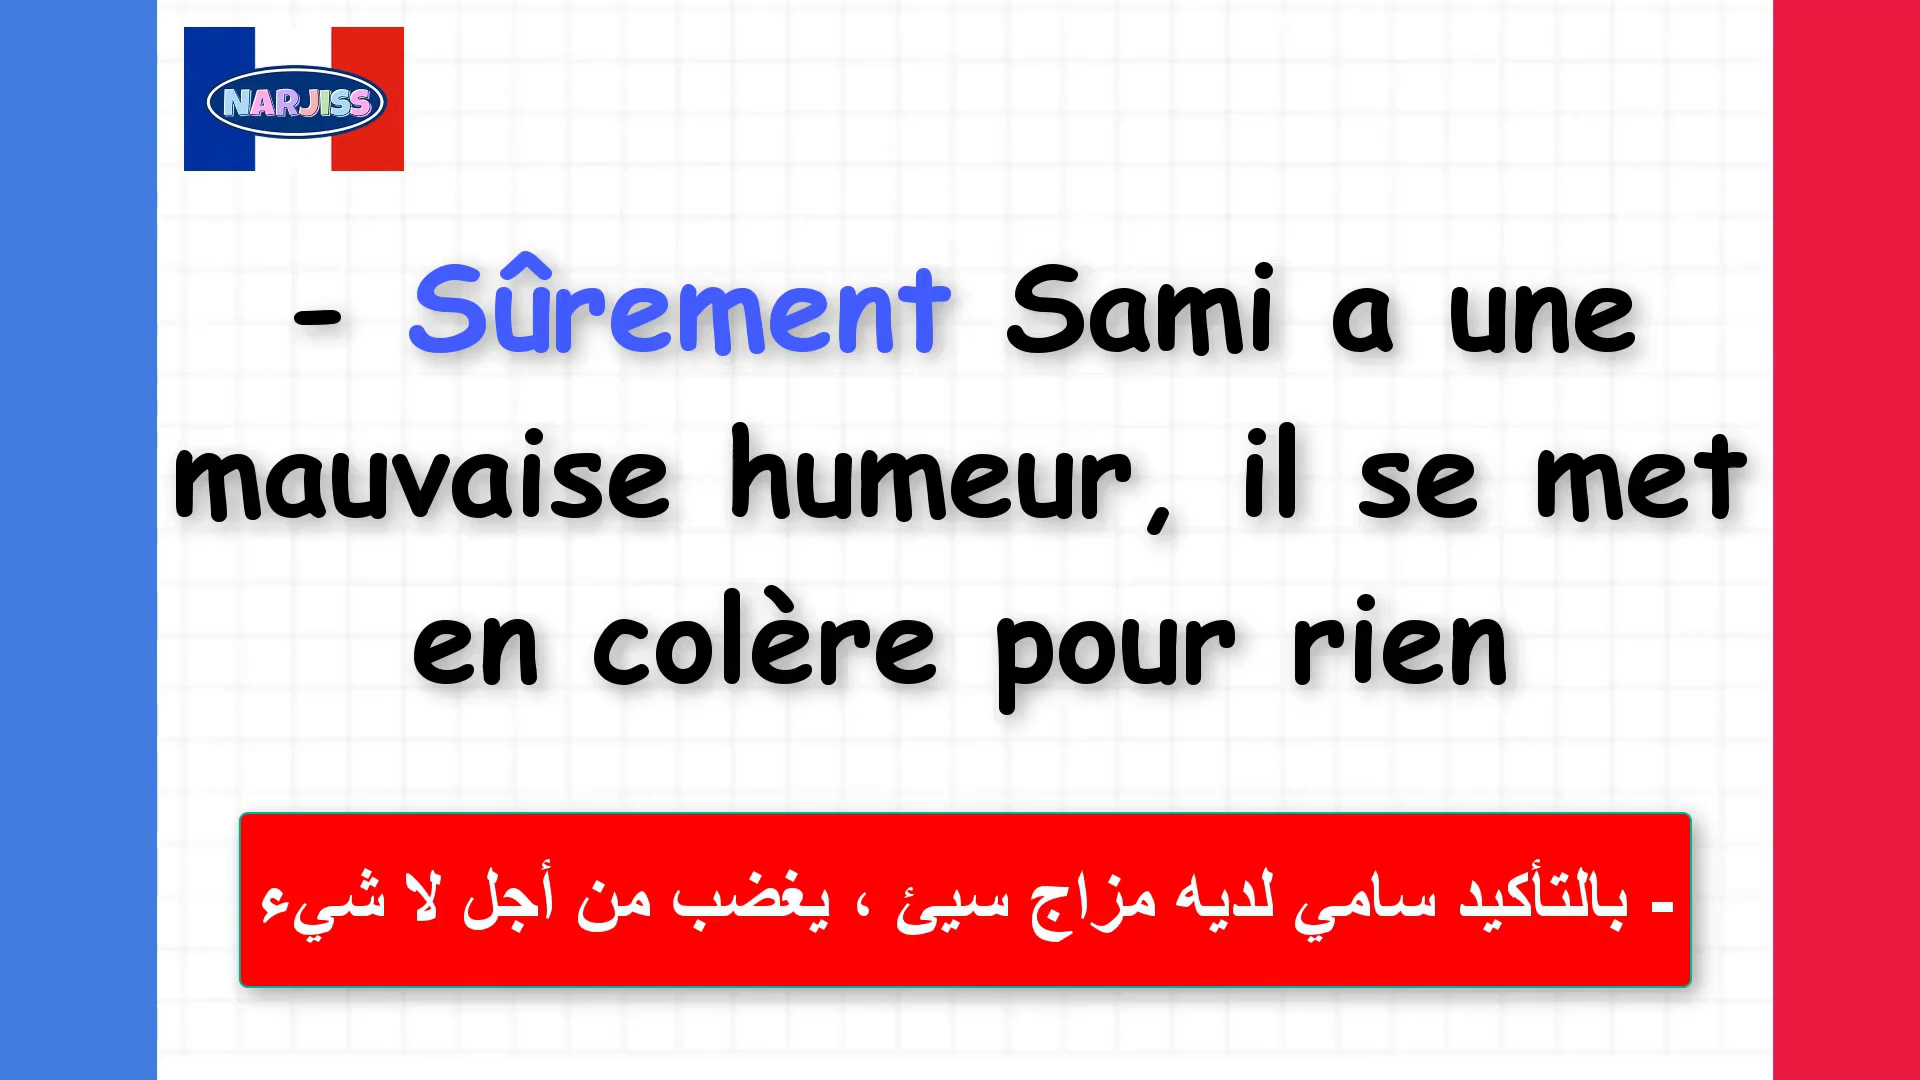 NARJISS
- Sûrement Sami a une
mauvaise humeur, il se met
en colère pour rien
- بالتأكيد سامي لديه مزاج سيئ ، يغضب من أجل لا شيء